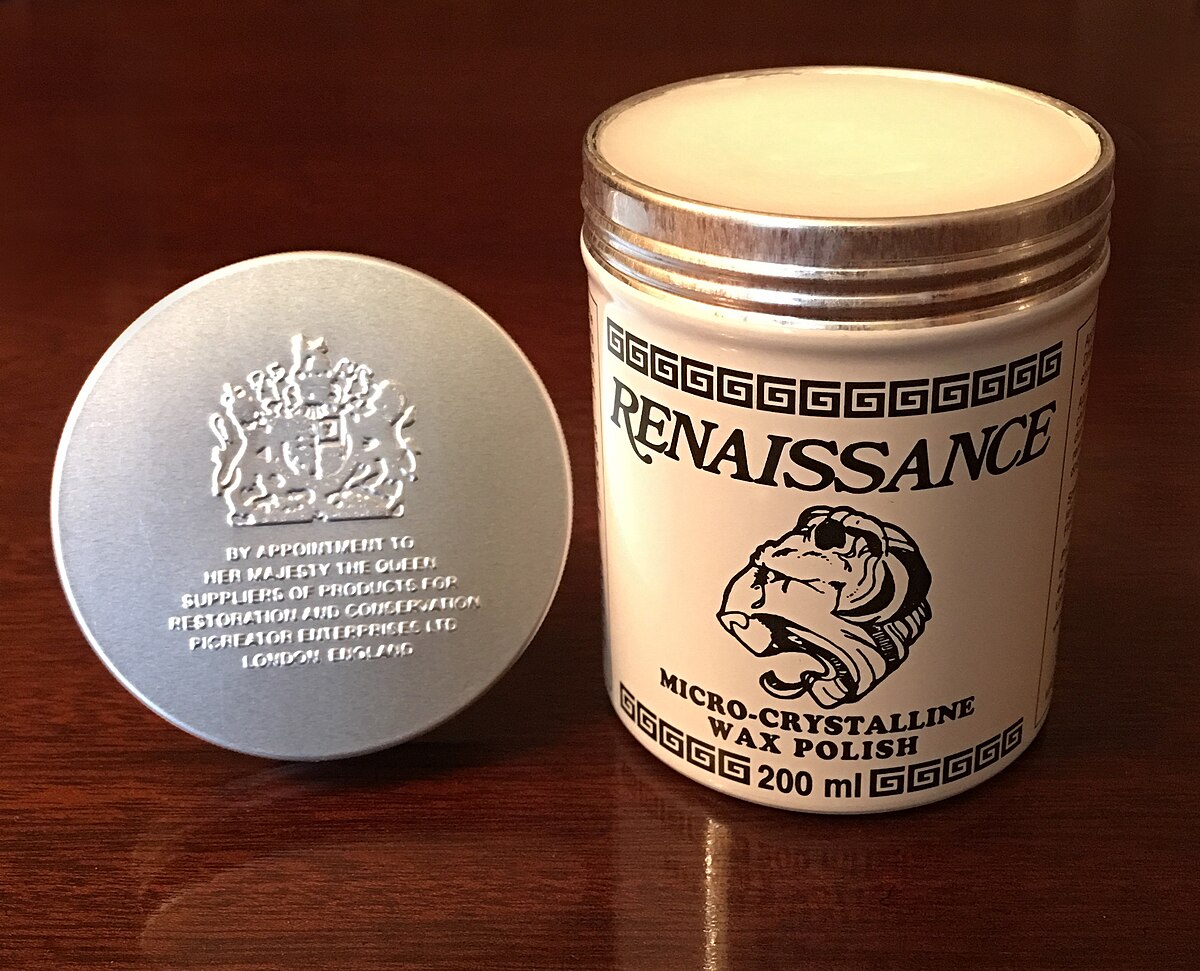 BY APPOINTMENT TO
HER MAJESTY THE QUEEN
SUPPLIERS OF PRODUCTS FOR
RESTORATION AND CONSERVATION
PICREATOR ENTERPRISES LTD
LONDON ENGLAND
RENAISSANCE
MICRO-CRYSTALLINE
WAX POLISH
200 ml